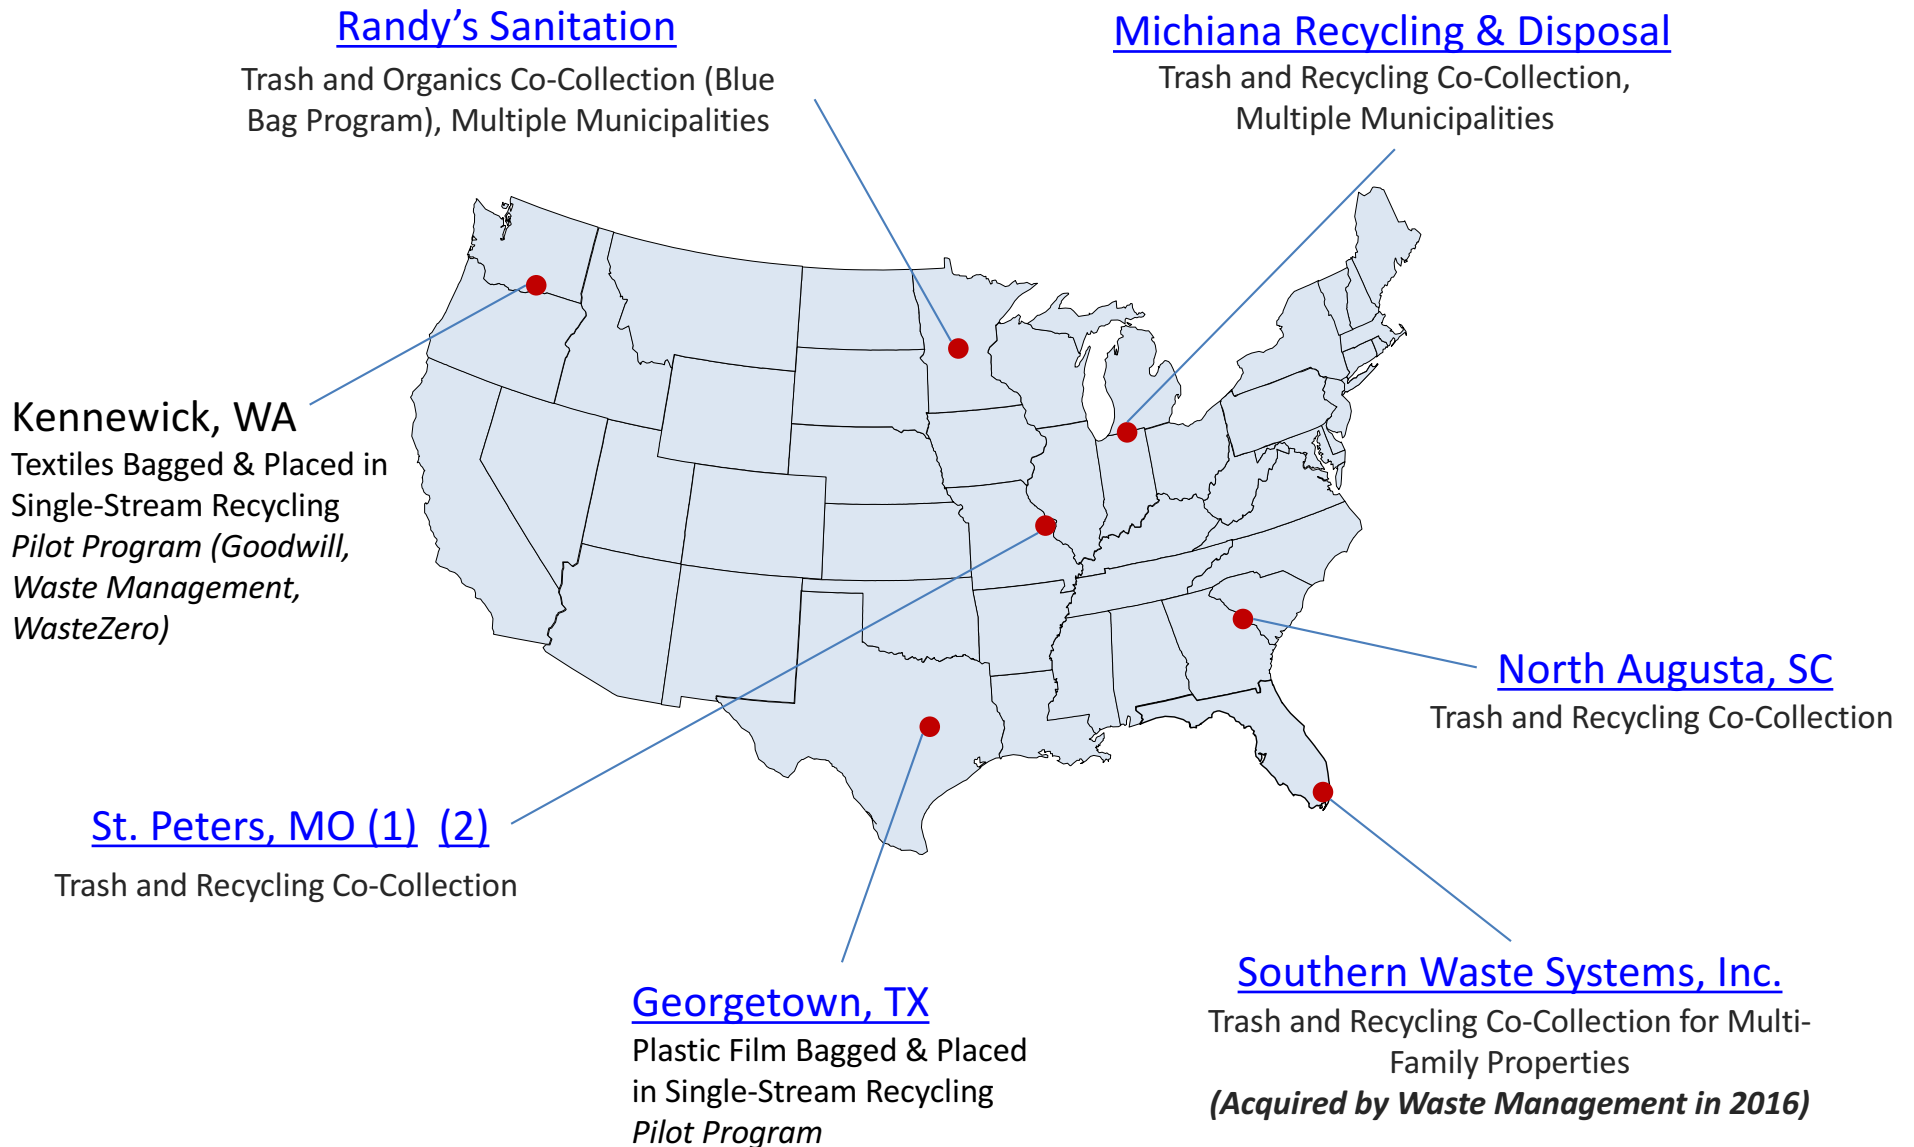 Randy’s Sanitation
Trash and Organics Co-Collection (Blue
Bag Program), Multiple Municipalities
Michiana Recycling & Disposal
Trash and Recycling Co-Collection,
Multiple Municipalities
Kennewick, WA
Textiles Bagged & Placed in
Single-Stream Recycling
Pilot Program (Goodwill,
Waste Management,
WasteZero)
North Augusta, SC
Trash and Recycling Co-Collection
St. Peters, MO (1) (2)
Trash and Recycling Co-Collection
Georgetown, TX
Plastic Film Bagged & Placed
in Single-Stream Recycling
Pilot Program
Southern Waste Systems, Inc.
Trash and Recycling Co-Collection for Multi-
Family Properties
(Acquired by Waste Management in 2016)